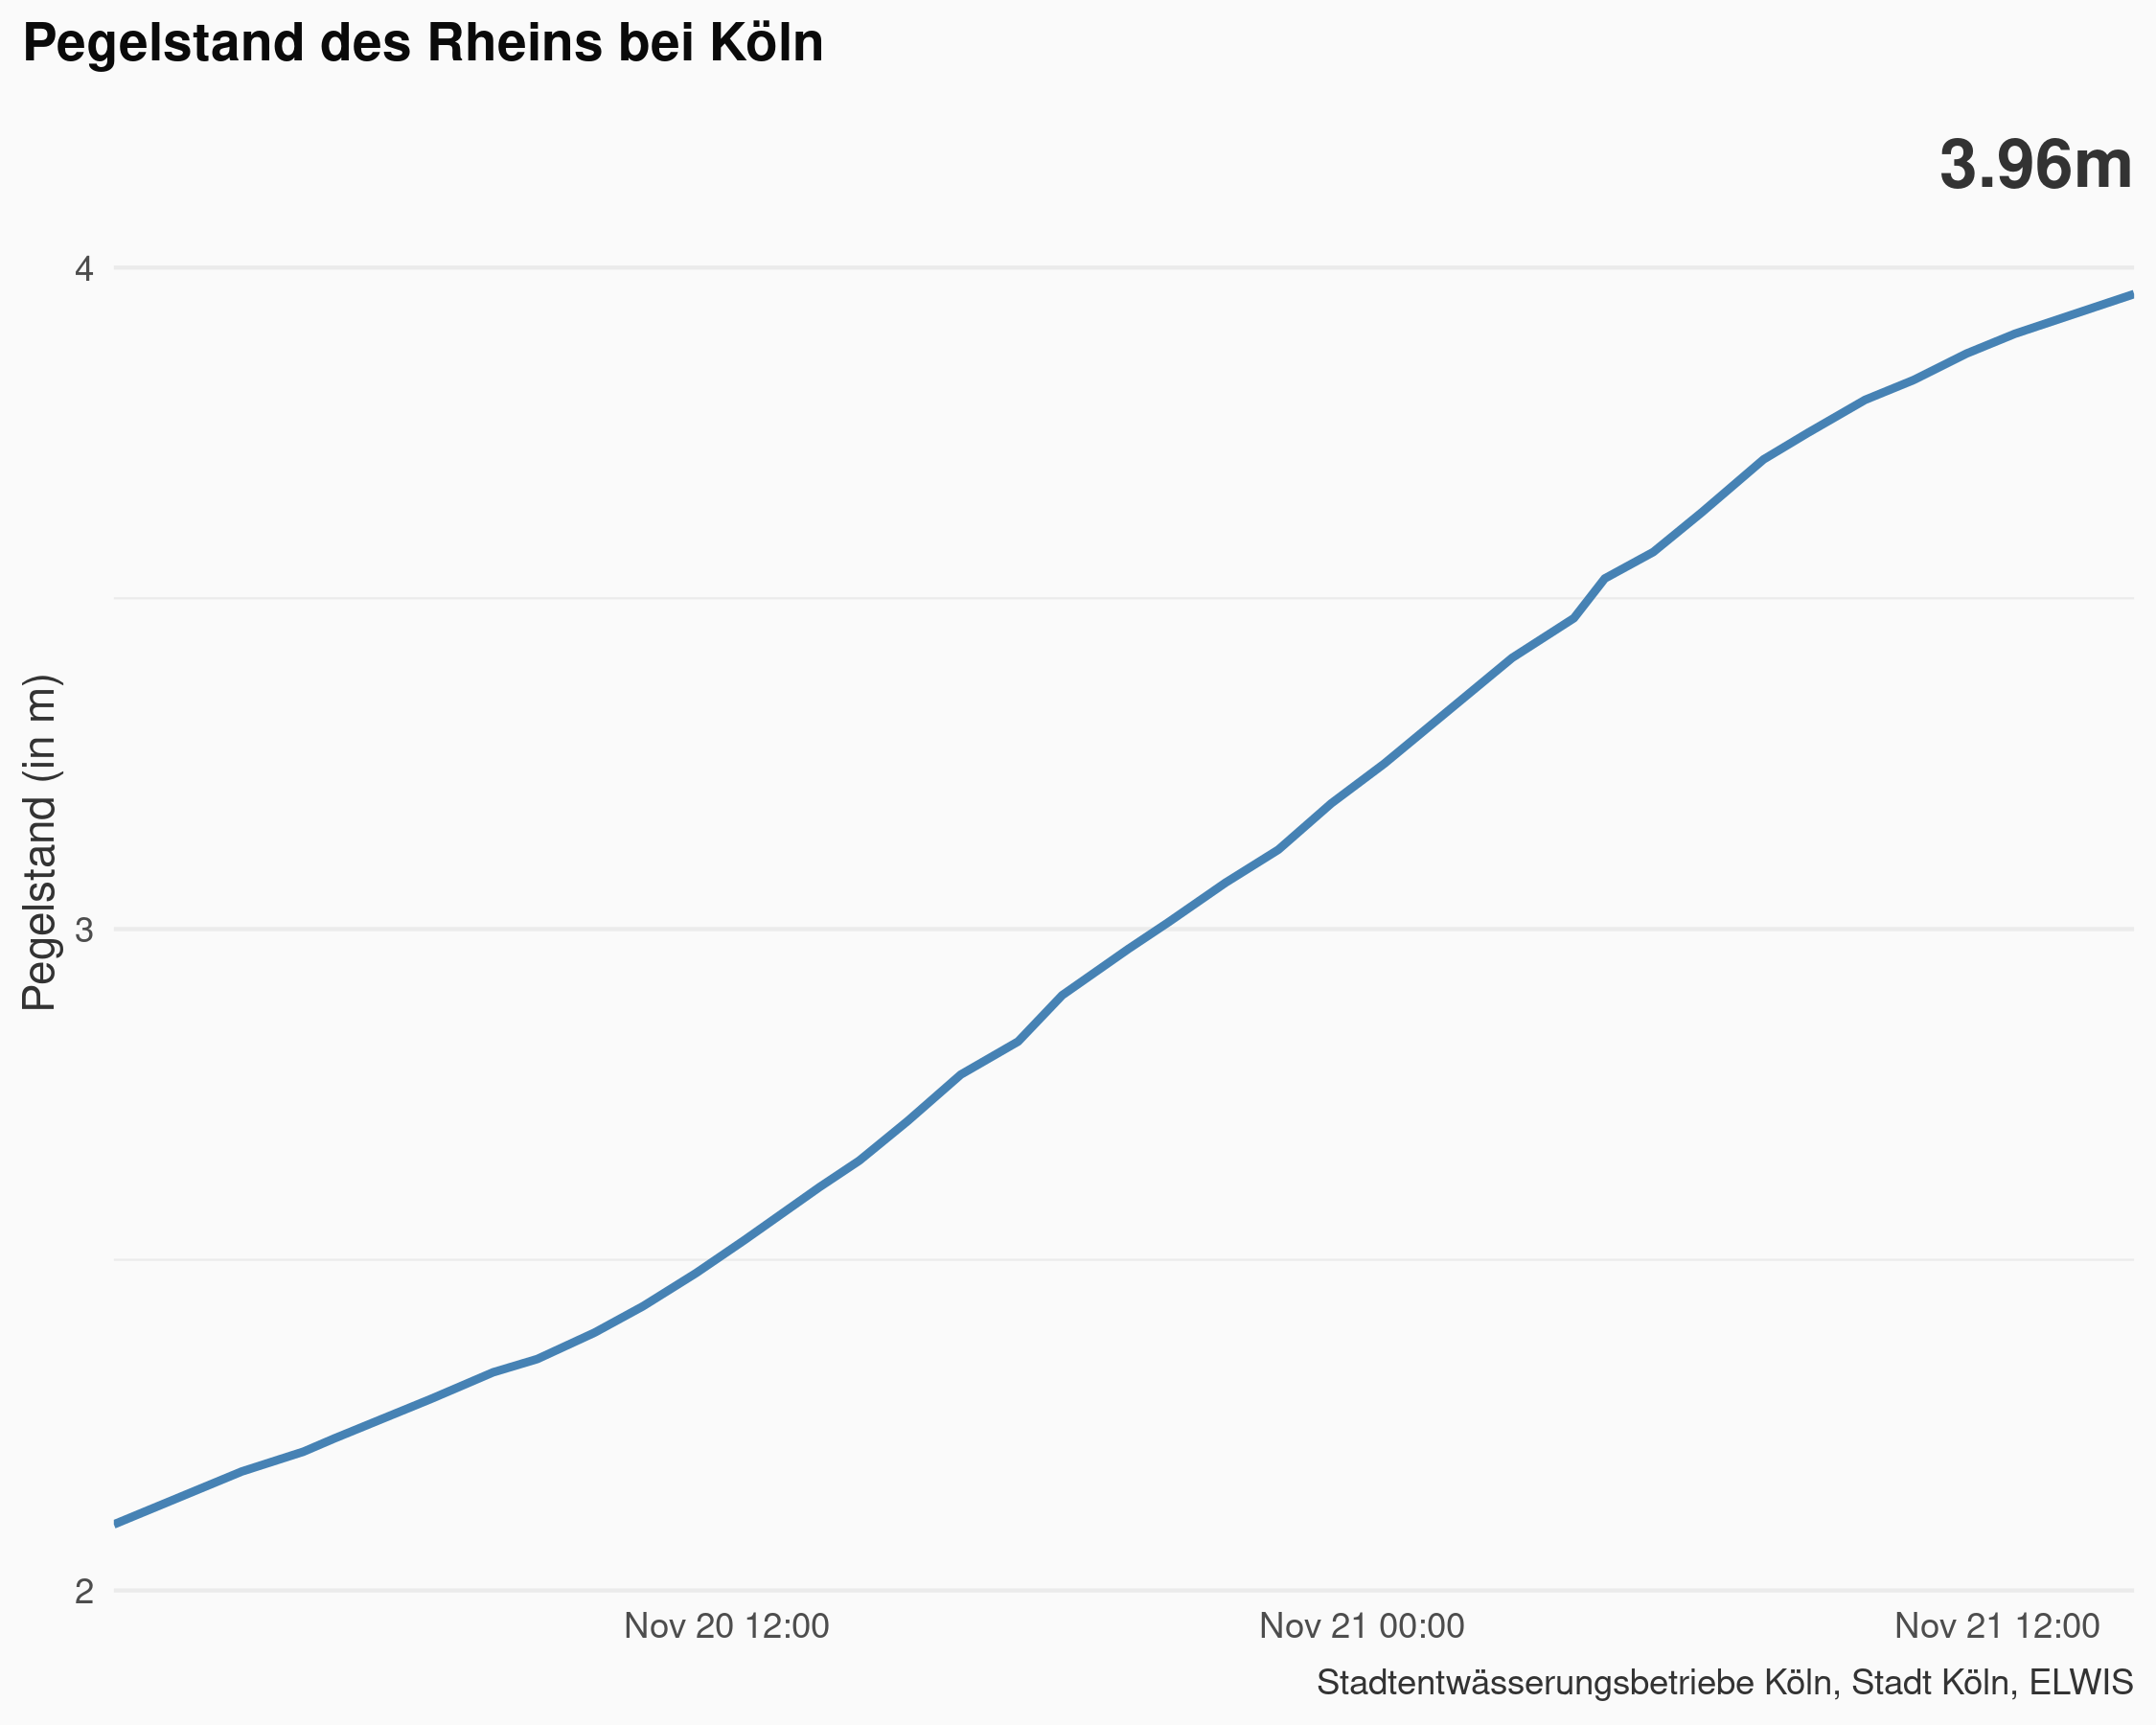 Pegelstand des Rheins bei Köln
3.96m
4
3
2
Pegelstand (in m)
Nov 20 12:00
Nov 21 00:00
Nov 21 12:00
Stadtentwässerungsbetriebe Köln, Stadt Köln, ELWIS